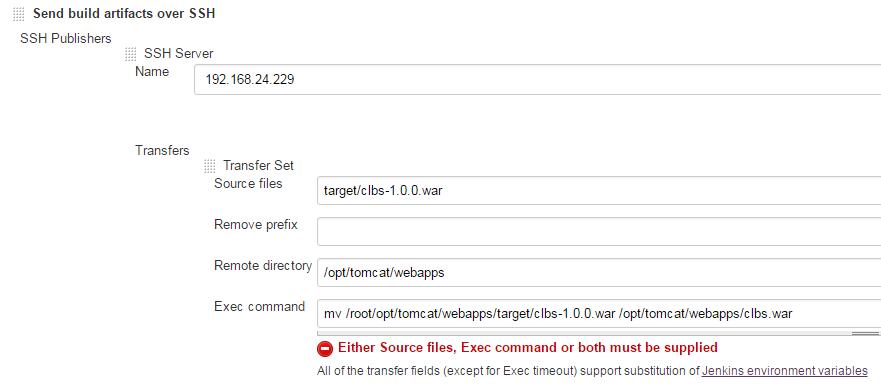 Send build artifacts over SSH
SSH Publishers
SSH Server
Name
192.168.24.229
Transfers
Transfer Set
Source files
target/clbs-1.0.0.war
Remove prefix
Remote directory
/opt/tomcat/webapps
Exec command
mv /root/opt/tomcat/webapps/target/clbs-1.0.0.war /opt/tomcat/webapps/clbs.war
Either Source files, Exec command or both must be supplied
All of the transfer fields (except for Exec timeout) support substitution of Jenkins environment variables